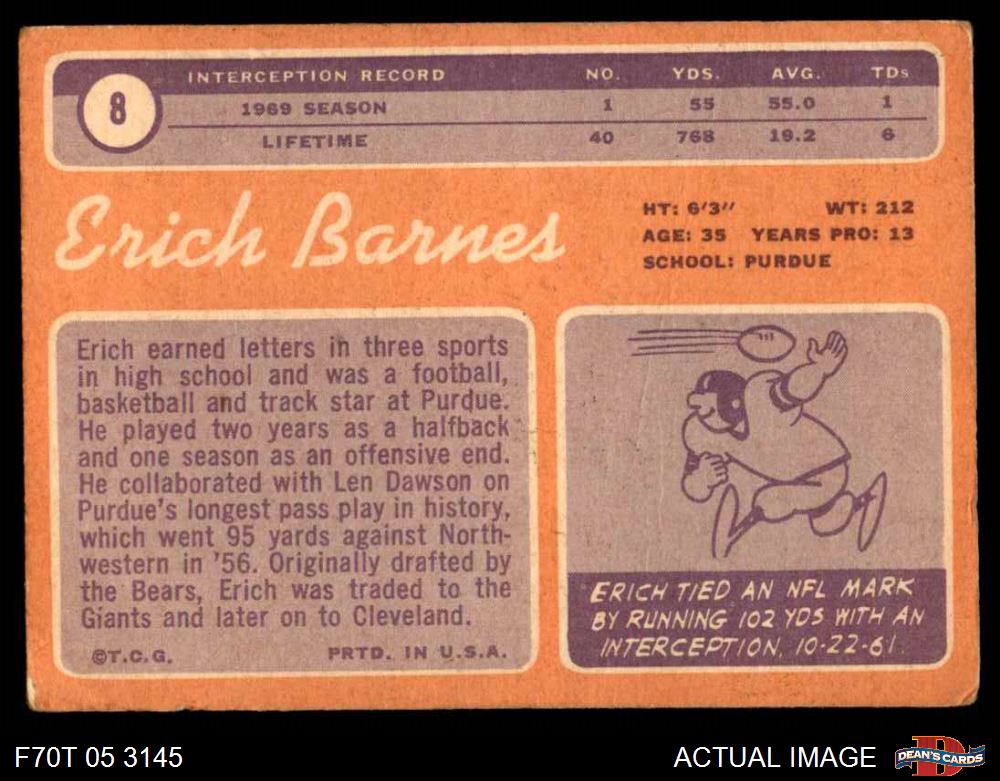 8
INTERCEPTION RECORD NO. YDS. AVG. TDs
1969 SEASON 1 55 55.0 1
LIFETIME 40 768 19.2 6
Erich Barnes
HT: 6'3" WT: 212
AGE: 35 YEARS PRO: 13
SCHOOL: PURDUE
Erich earned letters in three sports
in high school and was a football,
basketball and track star at Purdue.
He played two years as a halfback
and one season as an offensive end.
He collaborated with Len Dawson on
Purdue's longest pass play in history,
which went 95 yards against North-
western in '56. Originally drafted by
the Bears, Erich was traded to the
Giants and later on to Cleveland.
©T.C.G. PRTD. IN U.S.A.
ERICH TIED AN NFL MARK
BY RUNNING 102 YDS WITH AN
INTERCEPTION, 10-22-61.
F70T 05 3145
ACTUAL IMAGE
D
DEAN'S CARDS